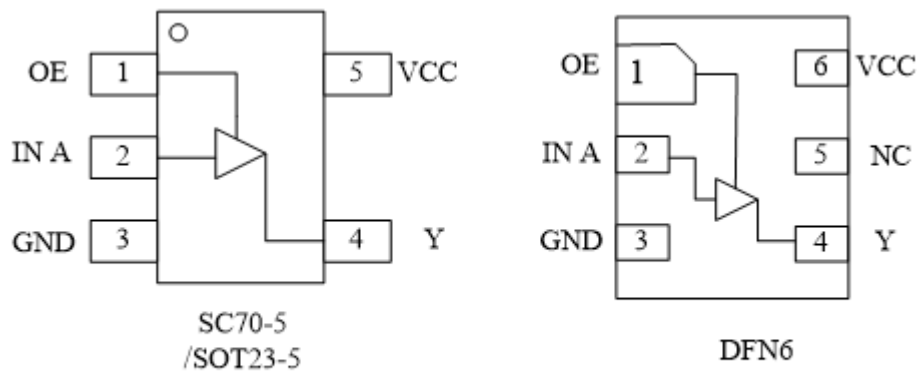 OE 1 5 VCC
IN A 2
GND 3 4 Y
SC70-5
/SOT23-5
OE 1 6 VCC
IN A 2 5 NC
GND 3 4 Y
DFN6